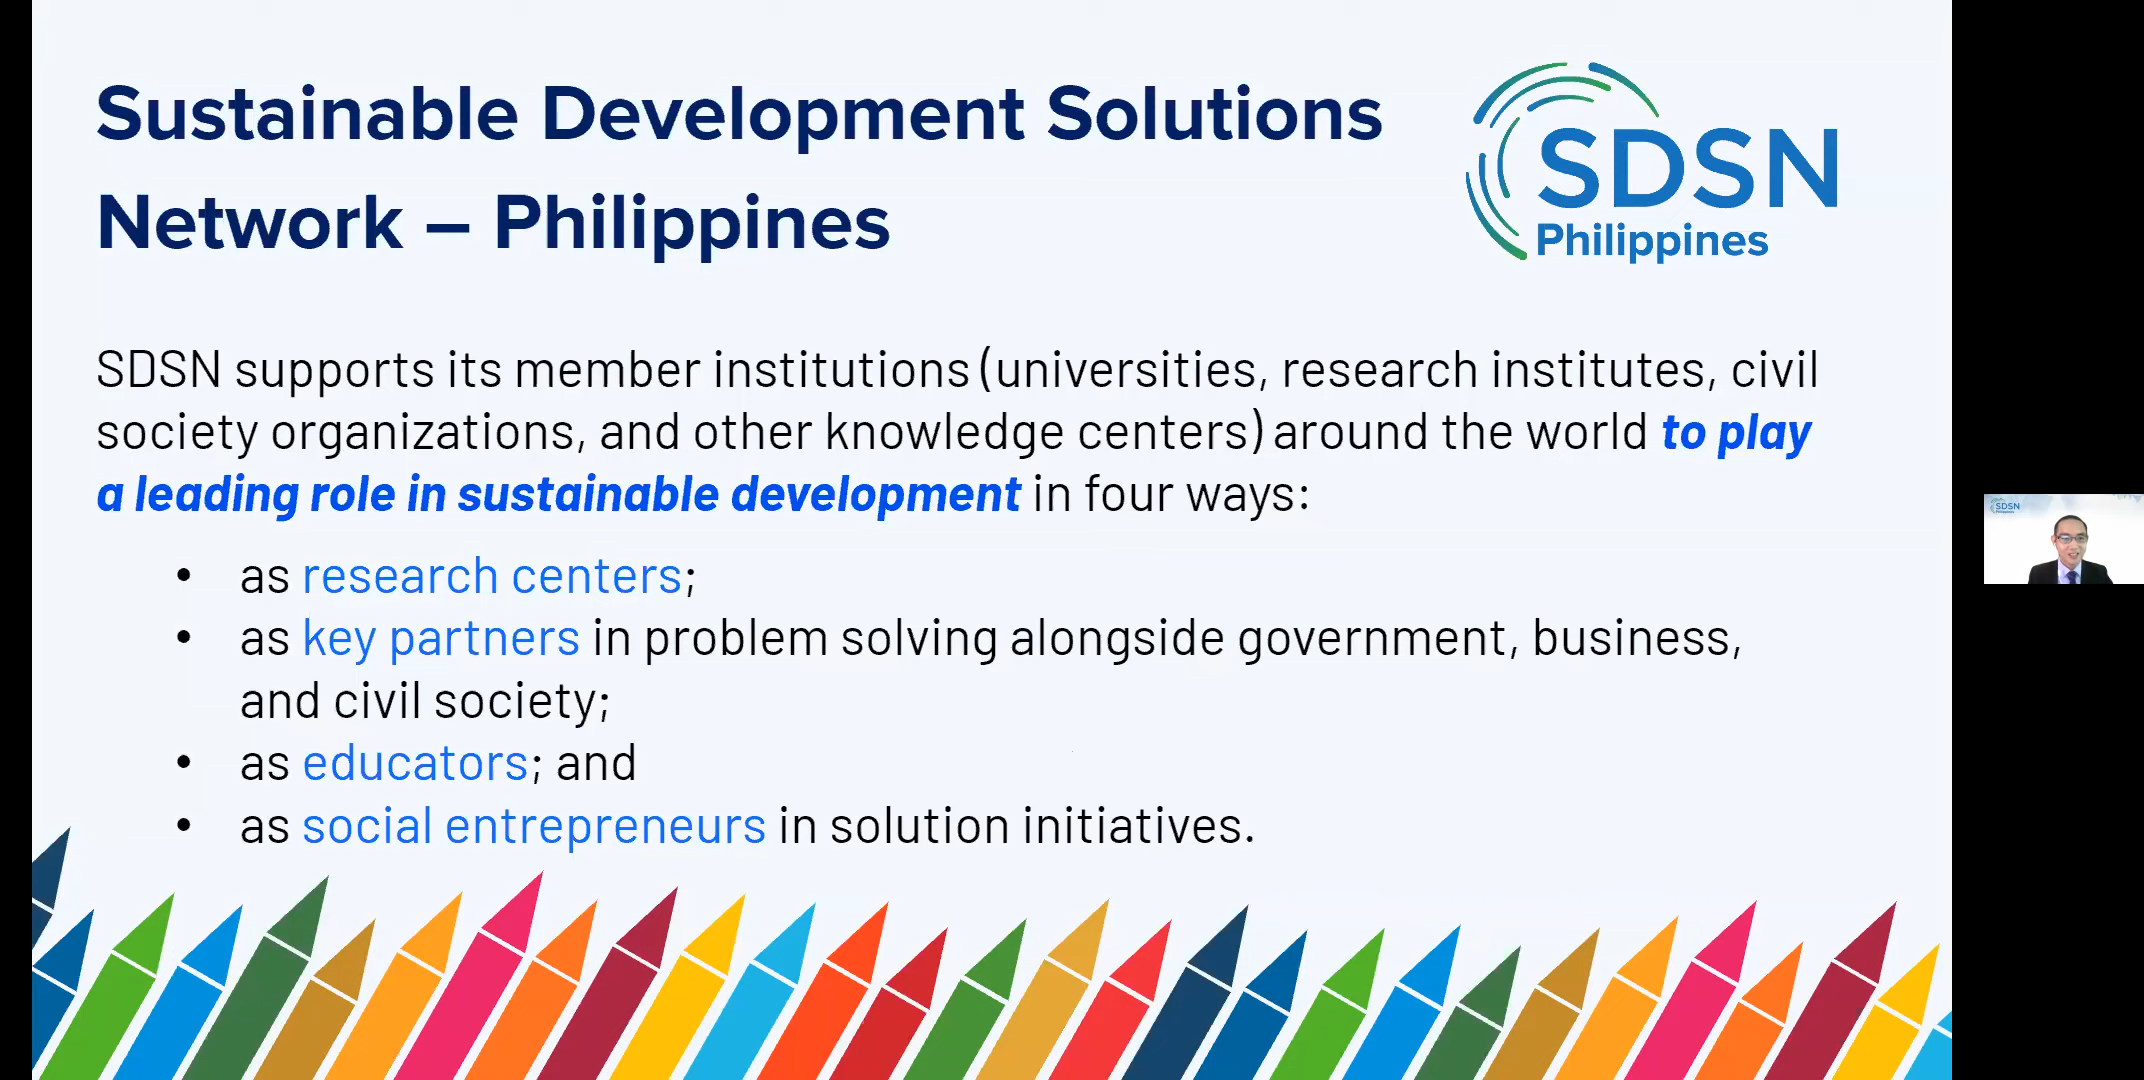 Sustainable Development Solutions
Network – Philippines
SDSN
Philippines
SDSN supports its member institutions (universities, research institutes, civil
society organizations, and other knowledge centers) around the world to play
a leading role in sustainable development in four ways:
• as research centers;
• as key partners in problem solving alongside government, business,
and civil society;
• as educators; and
• as social entrepreneurs in solution initiatives.
SDSN
Philippines